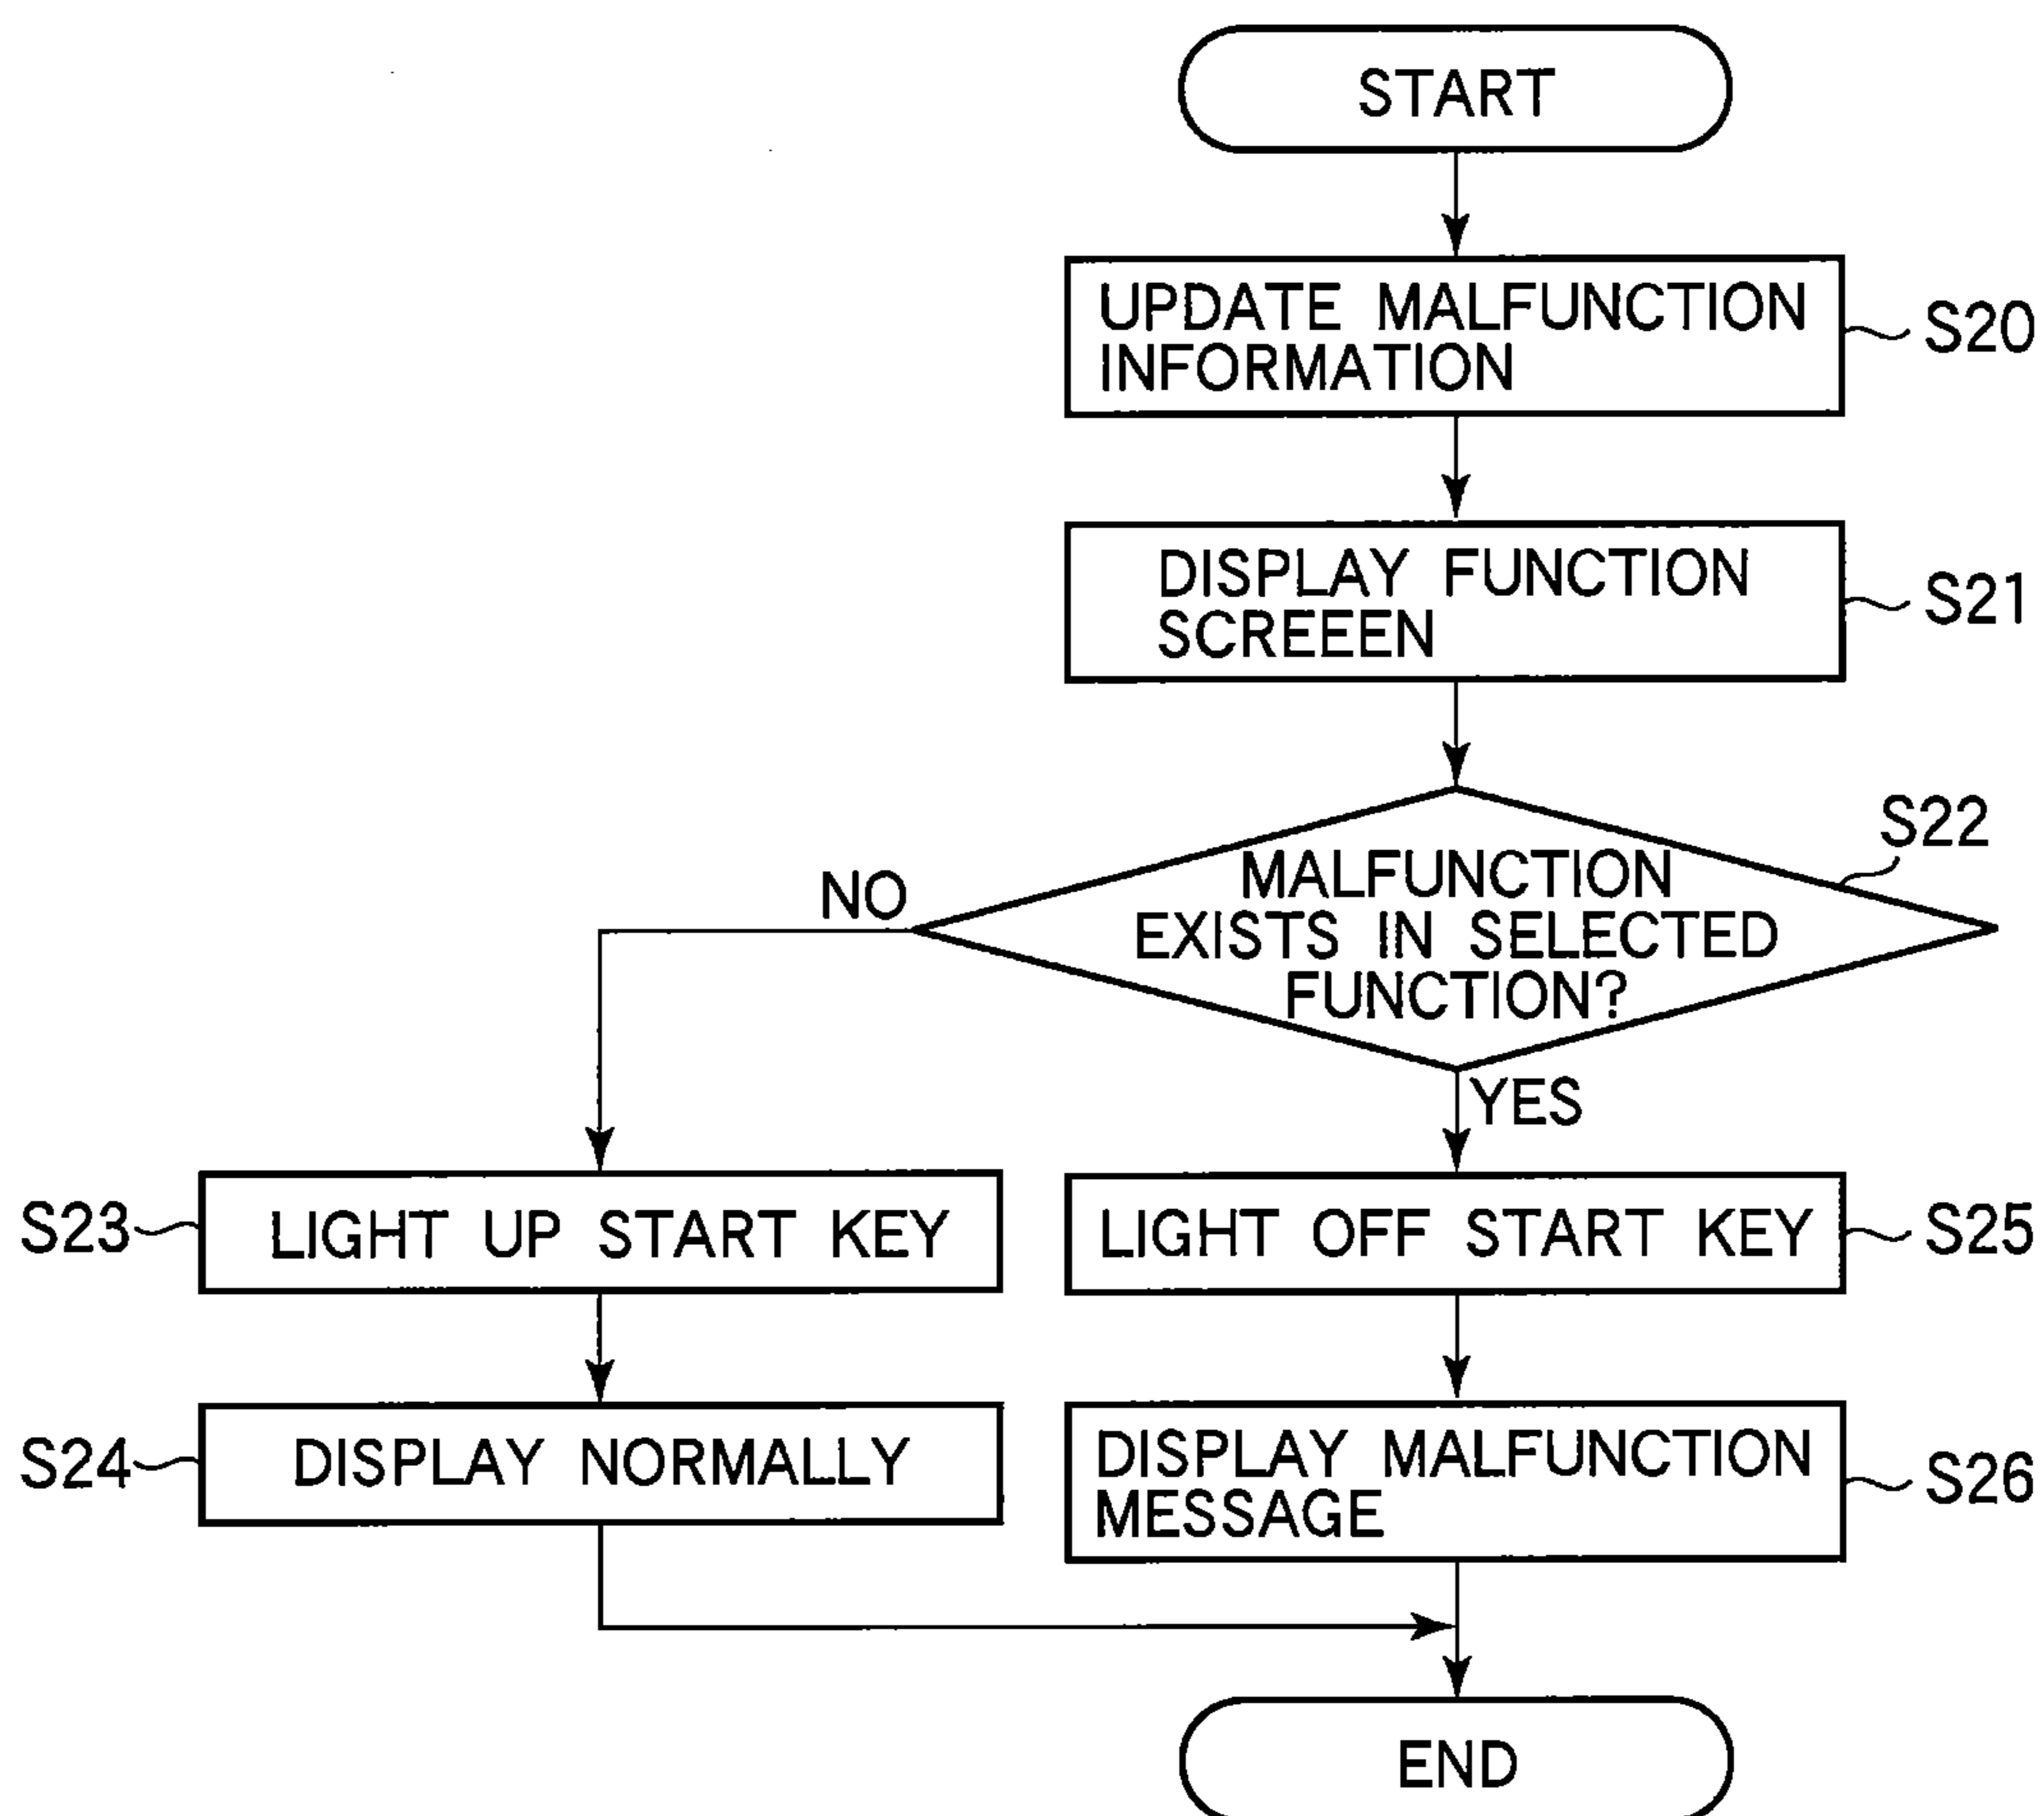 START
UPDATE MALFUNCTION
INFORMATION
S20
DISPLAY FUNCTION
SCREEEN
S21
S22
MALFUNCTION
EXISTS IN SELECTED
FUNCTION?
NO
YES
S23
LIGHT UP START KEY
LIGHT OFF START KEY
S25
S24
DISPLAY NORMALLY
DISPLAY MALFUNCTION
MESSAGE
S26
END